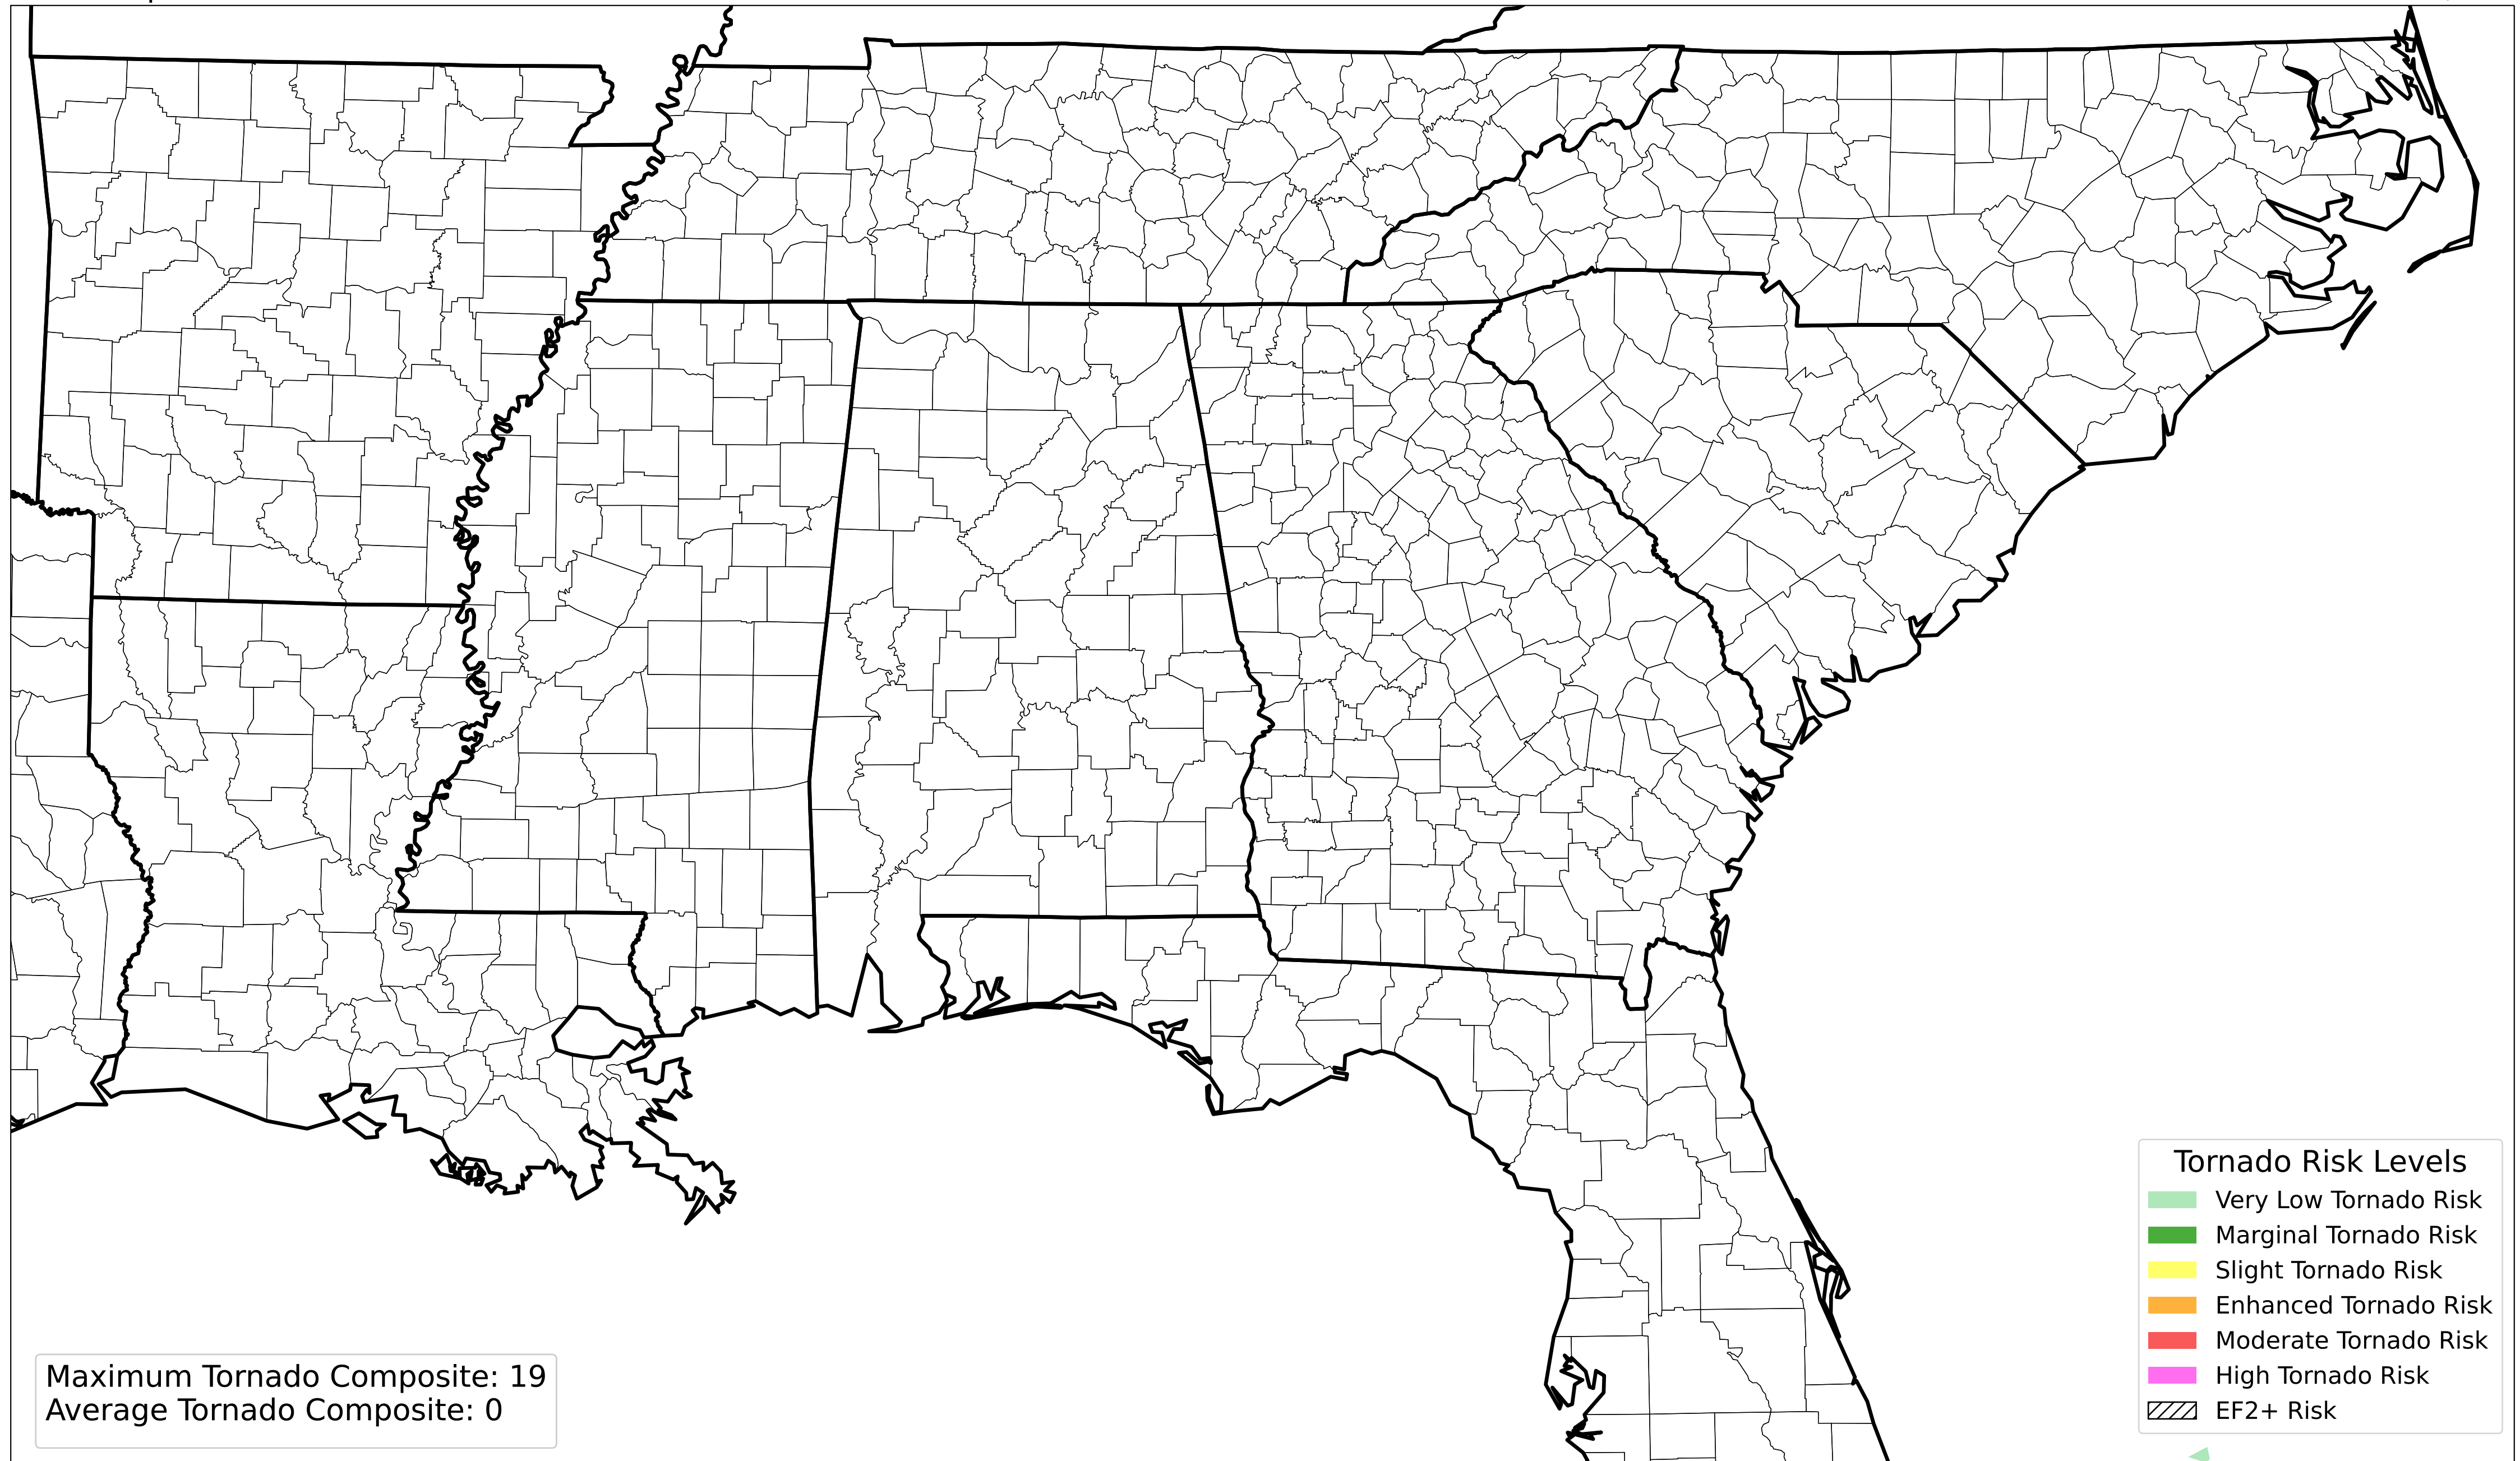 Tornado Risk Levels
Very Low Tornado Risk
Marginal Tornado Risk
Slight Tornado Risk
Enhanced Tornado Risk
Moderate Tornado Risk
High Tornado Risk
EF2+ Risk
Maximum Tornado Composite: 19
Average Tornado Composite: 0